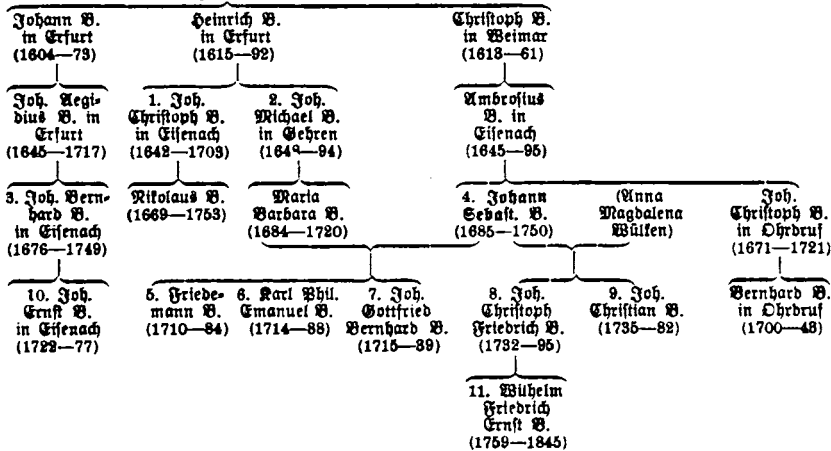 Johann B.
in Erfurt
(1604—73)
Heinrich B.
in Erfurt
(1615—92)
Chriſtoph B.
in Weimar
(1613—61)
Joh. Aegi-
dius B. in
Erfurt
(1645—1717)
1. Joh.
Chriſtoph B.
in Eiſenach
(1642—1703)
2. Joh.
Michael B.
in Gehren
(1648—94)
Ambroſius
B. in
Eiſenach
(1645—95)
3. Joh. Bern-
hard B.
in Eiſenach
(1676—1749)
Nikolaus B.
(1669—1753)
Maria
Barbara B.
(1684—1720)
4. Johann
Sebaſt. B.
(1685—1750)
(Anna
Magdalena
Wülken)
Joh.
Chriſtoph B.
in Ohrdruf
(1671—1721)
10. Joh.
Ernſt B.
in Eiſenach
(1722—77)
5. Friede-
mann B.
(1710—84)
6. Karl Phil.
Emanuel B.
(1714—88)
7. Joh.
Gottfried
Bernhard B.
(1715—39)
8. Joh.
Chriſtoph
Friedrich B.
(1732—95)
9. Joh.
Chriſtian B.
(1735—82)
Bernhard B.
in Ohrdruf
(1700—43)
11. Wilhelm
Friedrich
Ernſt B.
(1759—1845)